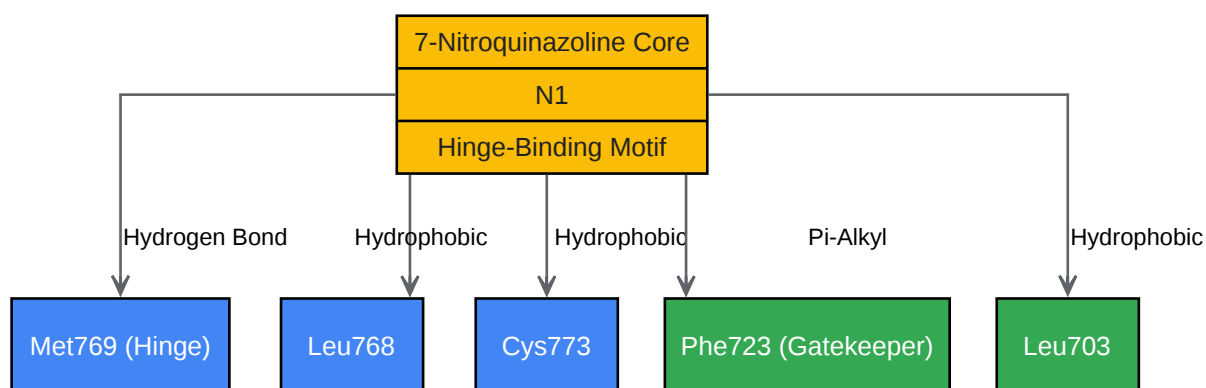 7-Nitroquinazoline Core
N1
Hinge-Binding Motif
Hydrogen Bond
Hydrophobic
Hydrophobic
Pi-Alkyl
Hydrophobic
Met769 (Hinge)
Leu768
Cys773
Phe723 (Gatekeeper)
Leu703